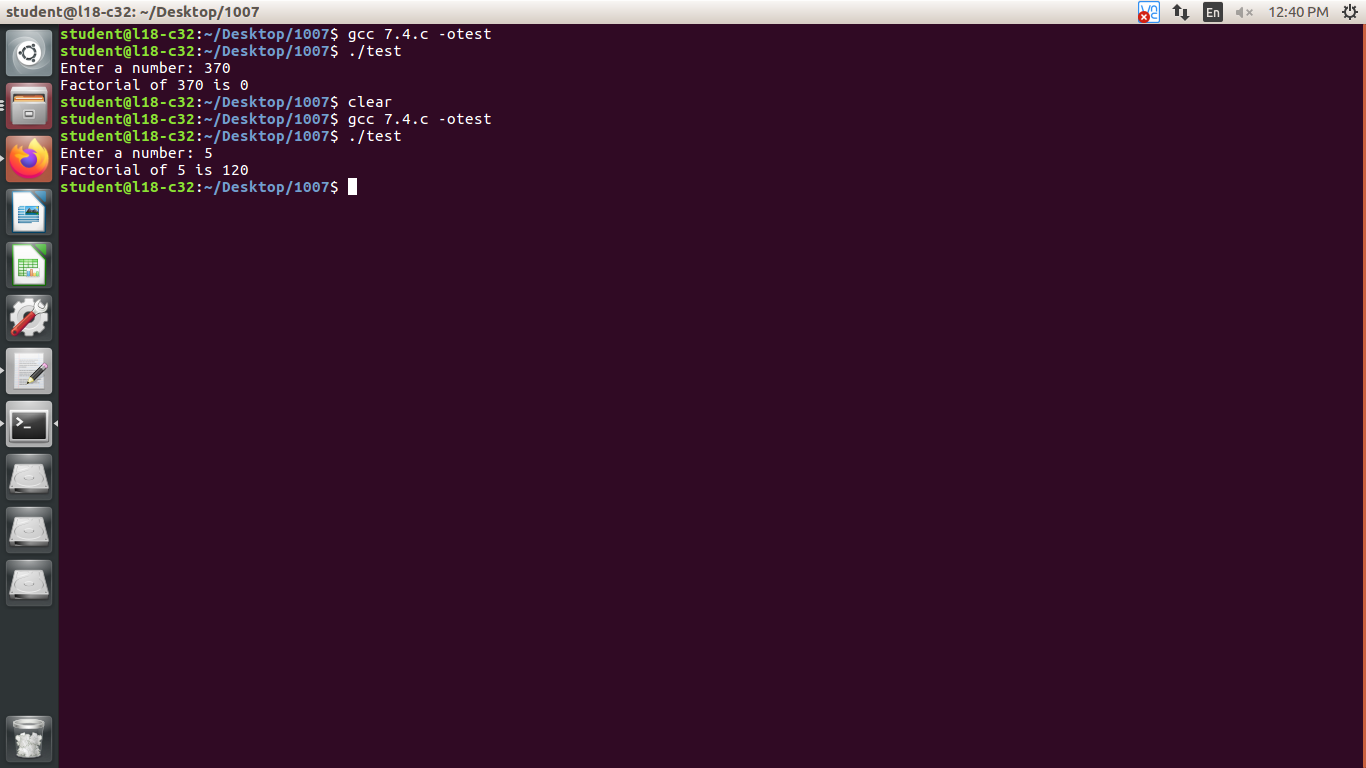 student@l18-c32: ~/Desktop/1007
En
12:40 PM
student@l18-c32:~/Desktop/1007$ gcc 7.4.c -otest
student@l18-c32:~/Desktop/1007$ ./test
Enter a number: 370
Factorial of 370 is 0
student@l18-c32:~/Desktop/1007$ clear
student@l18-c32:~/Desktop/1007$ gcc 7.4.c -otest
student@l18-c32:~/Desktop/1007$ ./test
Enter a number: 5
Factorial of 5 is 120
student@l18-c32:~/Desktop/1007$
>_